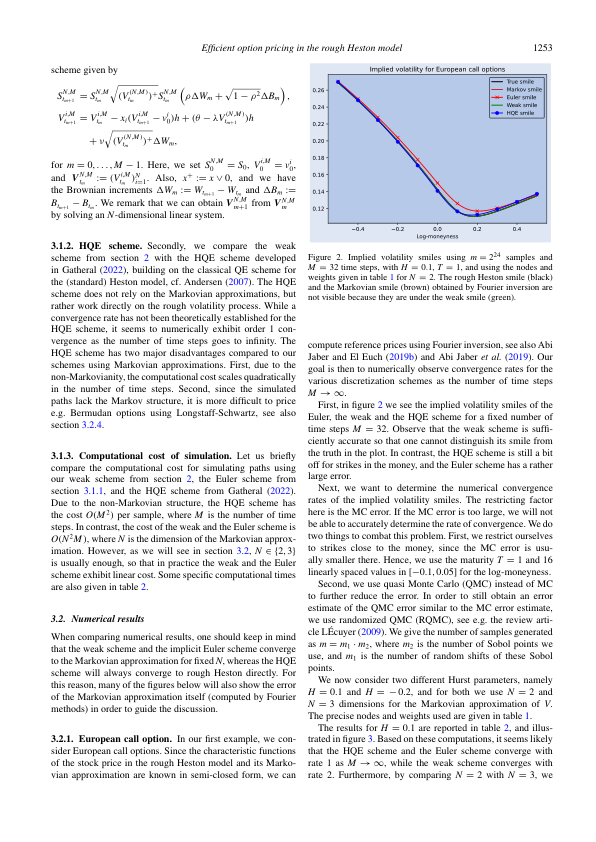 Efficient option pricing in the rough Heston model
1253
scheme given by
S^{N,M}_{t_{m+1}} = S^{N,M}_{t_m} √(V^{(N,M)}_{t_m})^+ S^{N,M}_{t_m} (ρΔW_m + √1 − ρ² ΔB_m),
V^{i,M}_{t_{m+1}} = V^{i,M}_{t_m} − x_i(V^{i,M}_{t_{m+1}} − v^i_0)h + (θ − λV^{(N,M)}_{t_{m+1}})h
+ ν√(V^{(N,M)}_{t_m})^+ ΔW_m,
for m = 0, . . . , M − 1. Here, we set S^{N,M}_0 = S_0, V^{i,M}_0 = v^i_0,
and V^{N,M}_{t_m} := (V^{i,M}_{t_m})^N_{i=1}. Also, x^+ := x ∨ 0, and we have
the Brownian increments ΔW_m := W_{t_{m+1}} − W_{t_m} and ΔB_m :=
B_{t_{m+1}} − B_{t_m}. We remark that we can obtain V^{N,M}_{m+1} from V^{N,M}_m
by solving an N-dimensional linear system.
3.1.2. HQE scheme. Secondly, we compare the weak
scheme from section 2 with the HQE scheme developed
in Gatheral (2022), building on the classical QE scheme for
the (standard) Heston model, cf. Andersen (2007). The HQE
scheme does not rely on the Markovian approximations, but
rather work directly on the rough volatility process. While a
convergence rate has not been theoretically established for the
HQE scheme, it seems to numerically exhibit order 1 con-
vergence as the number of time steps goes to infinity. The
HQE scheme has two major disadvantages compared to our
schemes using Markovian approximations. First, due to the
non-Markovianity, the computational cost scales quadratically
in the number of time steps. Second, since the simulated
paths lack the Markov structure, it is more difficult to price
e.g. Bermudan options using Longstaff-Schwartz, see also
section 3.2.4.
3.1.3. Computational cost of simulation. Let us briefly
compare the computational cost for simulating paths using
our weak scheme from section 2, the Euler scheme from
section 3.1.1, and the HQE scheme from Gatheral (2022).
Due to the non-Markovian structure, the HQE scheme has
the cost O(M²) per sample, where M is the number of time
steps. In contrast, the cost of the weak and the Euler scheme is
O(N²M), where N is the dimension of the Markovian approx-
imation. However, as we will see in section 3.2, N ∈ {2, 3}
is usually enough, so that in practice the weak and the Euler
scheme exhibit linear cost. Some specific computational times
are also given in table 2.
3.2. Numerical results
When comparing numerical results, one should keep in mind
that the weak scheme and the implicit Euler scheme converge
to the Markovian approximation for fixed N, whereas the HQE
scheme will always converge to rough Heston directly. For
this reason, many of the figures below will also show the error
of the Markovian approximation itself (computed by Fourier
methods) in order to guide the discussion.
3.2.1. European call option. In our first example, we con-
sider European call options. Since the characteristic functions
of the stock price in the rough Heston model and its Marko-
vian approximation are known in semi-closed form, we can
Implied volatility for European call options
True smile
Markov smile
Euler smile
Weak smile
HQE smile
0.26
0.24
0.22
0.20
0.18
0.16
0.14
0.12
−0.4 −0.2 0.0 0.2 0.4
Log-moneyness
Figure 2. Implied volatility smiles using m = 2^{24} samples and
M = 32 time steps, with H = 0.1, T = 1, and using the nodes and
weights given in table 1 for N = 2. The rough Heston smile (black)
and the Markovian smile (brown) obtained by Fourier inversion are
not visible because they are under the weak smile (green).
compute reference prices using Fourier inversion, see also Abi
Jaber and El Euch (2019b) and Abi Jaber et al. (2019). Our
goal is then to numerically observe convergence rates for the
various discretization schemes as the number of time steps
M → ∞.
First, in figure 2 we see the implied volatility smiles of the
Euler, the weak and the HQE scheme for a fixed number of
time steps M = 32. Observe that the weak scheme is suffi-
ciently accurate so that one cannot distinguish its smile from
the truth in the plot. In contrast, the HQE scheme is still a bit
off for strikes in the money, and the Euler scheme has a rather
large error.
Next, we want to determine the numerical convergence
rates of the implied volatility smiles. The restricting factor
here is the MC error. If the MC error is too large, we will not
be able to accurately determine the rate of convergence. We do
two things to combat this problem. First, we restrict ourselves
to strikes close to the money, since the MC error is usu-
ally smaller there. Hence, we use the maturity T = 1 and 16
linearly spaced values in [−0.1, 0.05] for the log-moneyness.
Second, we use quasi Monte Carlo (QMC) instead of MC
to further reduce the error. In order to still obtain an error
estimate of the QMC error similar to the MC error estimate,
we use randomized QMC (RQMC), see e.g. the review arti-
cle LÉcuyer (2009). We give the number of samples generated
as m = m_1 · m_2, where m_2 is the number of Sobol points we
use, and m_1 is the number of random shifts of these Sobol
points.
We now consider two different Hurst parameters, namely
H = 0.1 and H = −0.2, and for both we use N = 2 and
N = 3 dimensions for the Markovian approximation of V.
The precise nodes and weights used are given in table 1.
The results for H = 0.1 are reported in table 2, and illus-
trated in figure 3. Based on these computations, it seems likely
that the HQE scheme and the Euler scheme converge with
rate 1 as M → ∞, while the weak scheme converges with
rate 2. Furthermore, by comparing N = 2 with N = 3, we